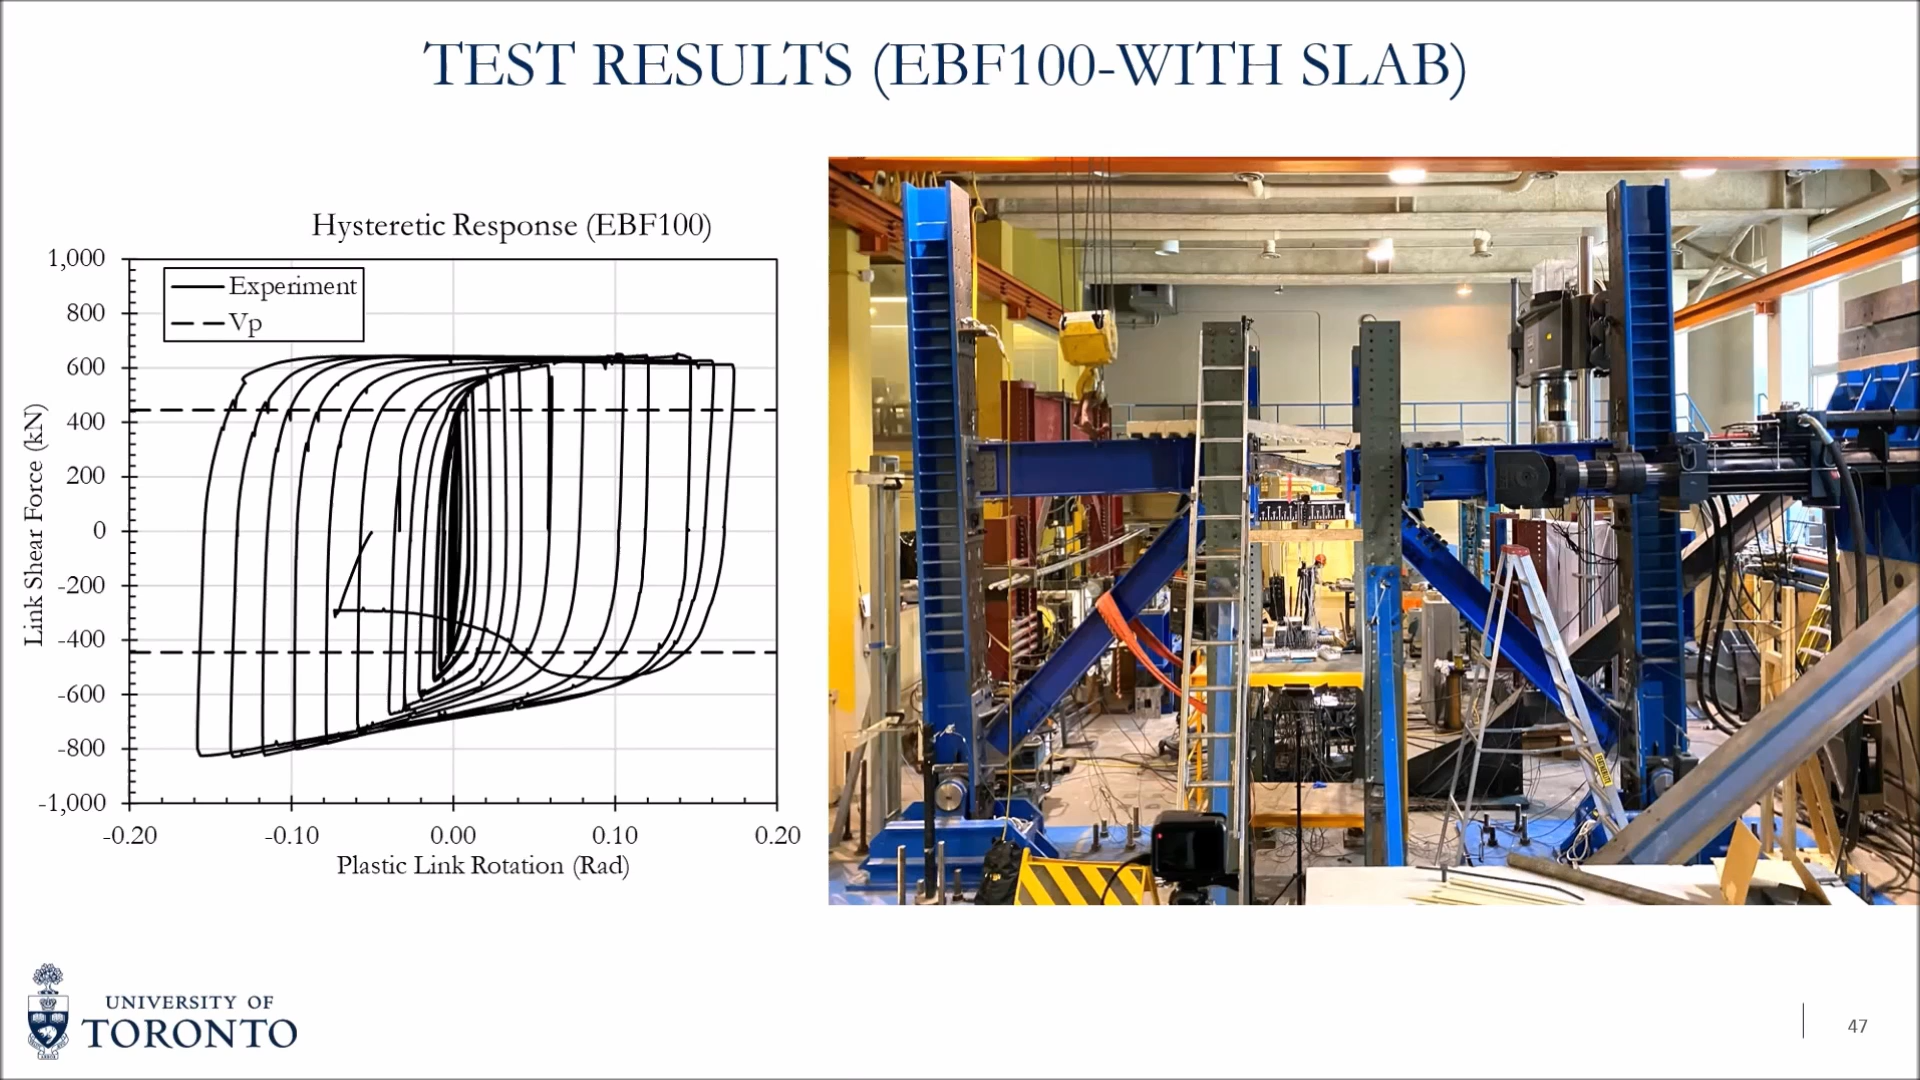 TEST RESULTS (EBF100-WITH SLAB)
Hysteretic Response (EBF100)
Experiment
Vp
1,000
800
600
400
200
0
-200
-400
-600
-800
-1,000
Link Shear Force (kN)
-0.20
-0.10
0.00
0.10
0.20
Plastic Link Rotation (Rad)
UNIVERSITY OF
TORONTO
47